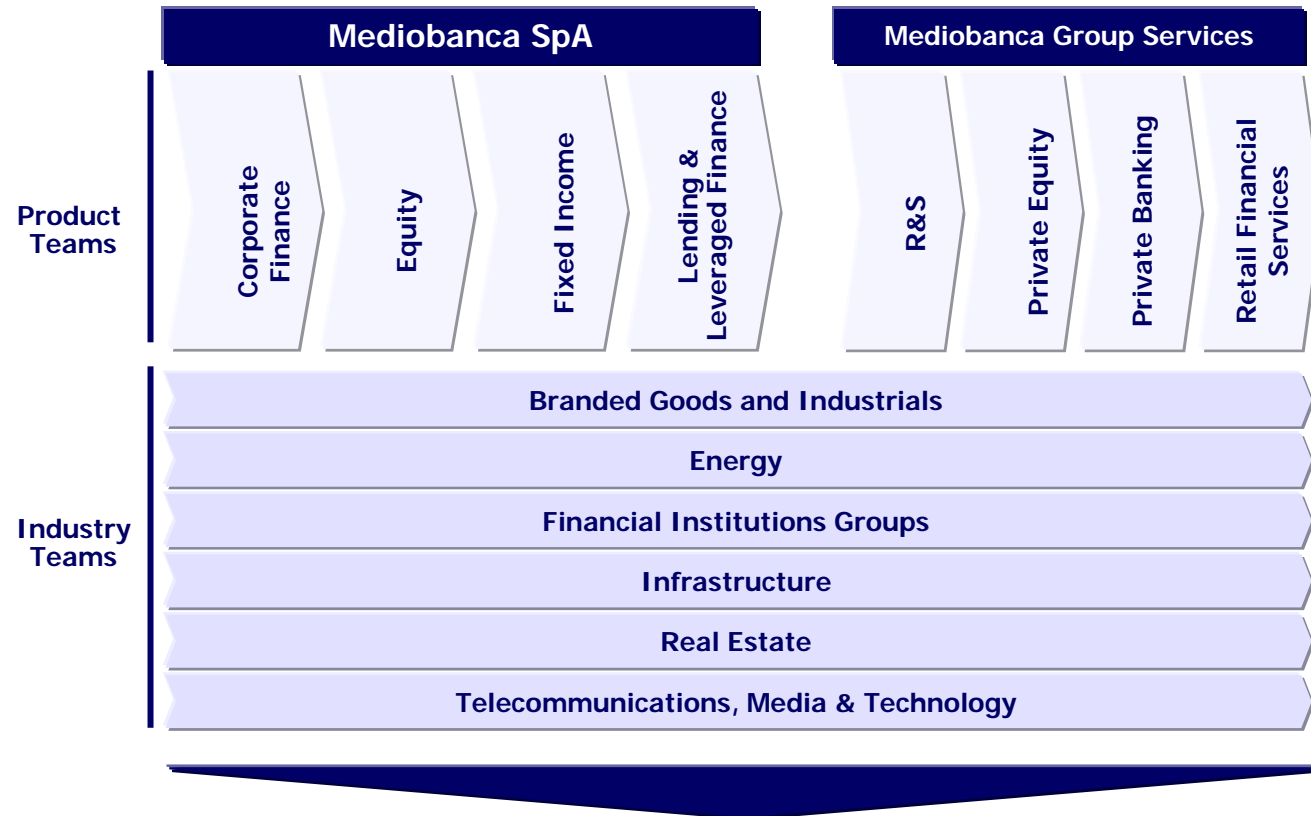 Mediobanca SpA
Mediobanca Group Services
Product
Teams
Corporate
Finance
Equity
Fixed Income
Lending &
Leveraged Finance
R&S
Private Equity
Private Banking
Retail Financial
Services
Industry
Teams
Branded Goods and Industrials
Energy
Financial Institutions Groups
Infrastructure
Real Estate
Telecommunications, Media & Technology